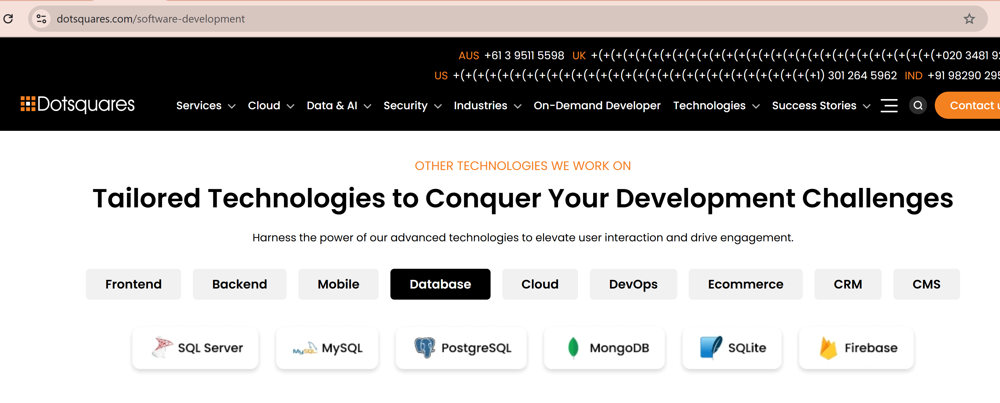 dotsquares.com/software-development
AUS +61 3 9511 5598 UK +(+(+(+(+(+(+(+(+(+(+(+(+(+(+(+(+(+(+(+(+(+(+(+(+(+(+(+(+020 3481
US +(+(+(+(+(+(+(+(+(+(+(+(+(+(+(+(+(+(+(+(+(+(+(+(+(+(+(+(+(+1) 301 264 5962 IND +91 98290
Dotsquares Services Cloud Data & AI Security Industries On-Demand Developer Technologies Success Stories Contact
OTHER TECHNOLOGIES WE WORK ON
Tailored Technologies to Conquer Your Development Challenges
Harness the power of our advanced technologies to elevate user interaction and drive engagement.
Frontend Backend Mobile Database Cloud DevOps Ecommerce CRM CMS
SQL Server MySQL MySQL PostgreSQL MongoDB SQLite Firebase